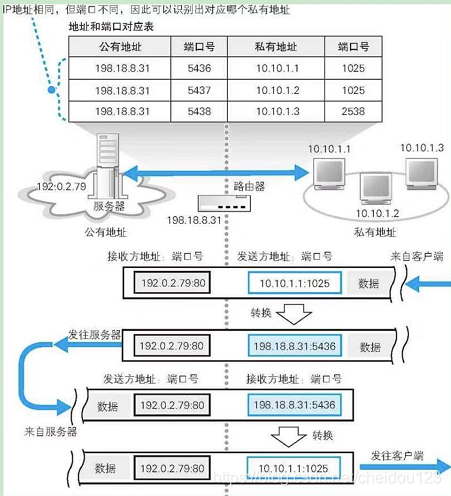 IP地址相同，但端口不同，因此可以识别出对应哪个私有地址
地址和端口对应表
公有地址 端口号 私有地址 端口号
198.18.8.31 5436 10.10.1.1 1025
198.18.8.31 5437 10.10.1.2 1025
198.18.8.31 5438 10.10.1.3 2538
10.10.1.1 10.10.1.3
192.0.2.79 路由器
服务器 198.18.8.31 10.10.1.2
公有地址 私有地址
接收方地址：端口号 发送方地址：端口号 来自客户端
192.0.2.79:80 10.10.1.1:1025 数据
转换
发往服务器
192.0.2.79:80 198.18.8.31:5436 数据
发送方地址：端口号 接收方地址：端口号
数据 192.0.2.79:80 198.18.8.31:5436
来自服务器
转换
发往客户端
数据 192.0.2.79:80 10.10.1.1:1025